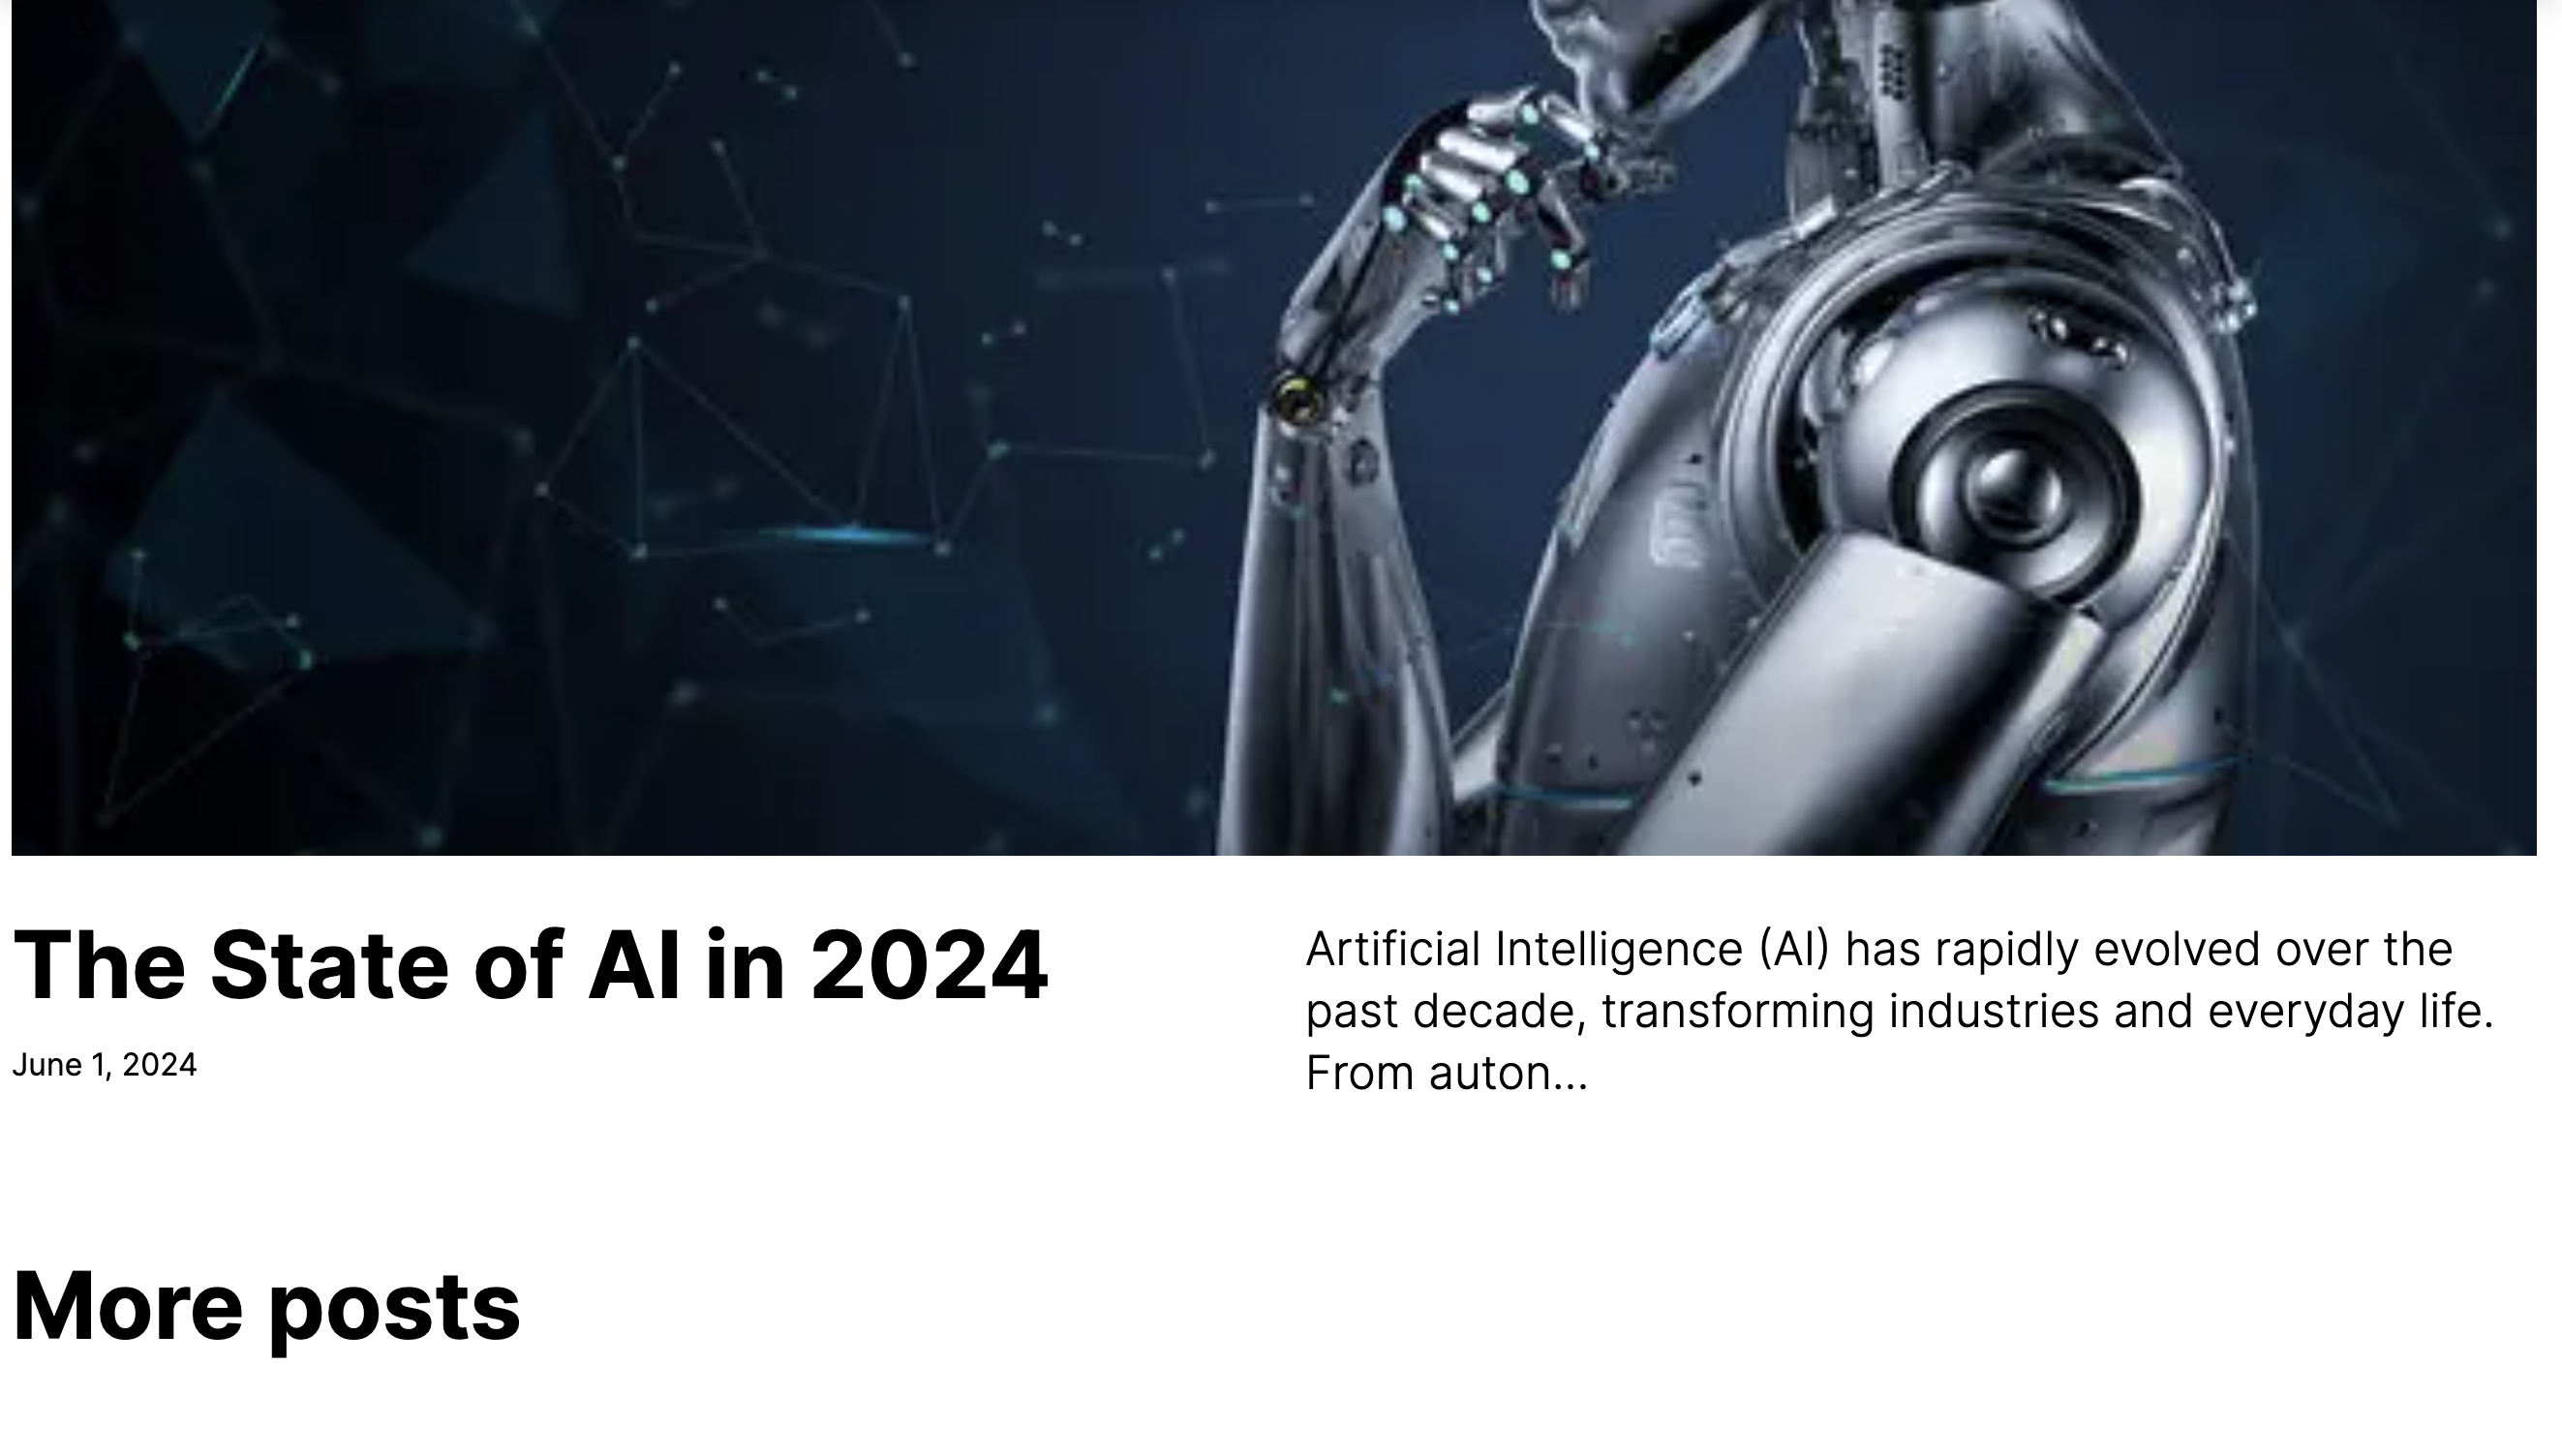 The State of AI in 2024
June 1, 2024
Artificial Intelligence (AI) has rapidly evolved over the
past decade, transforming industries and everyday life.
From auton...
More posts